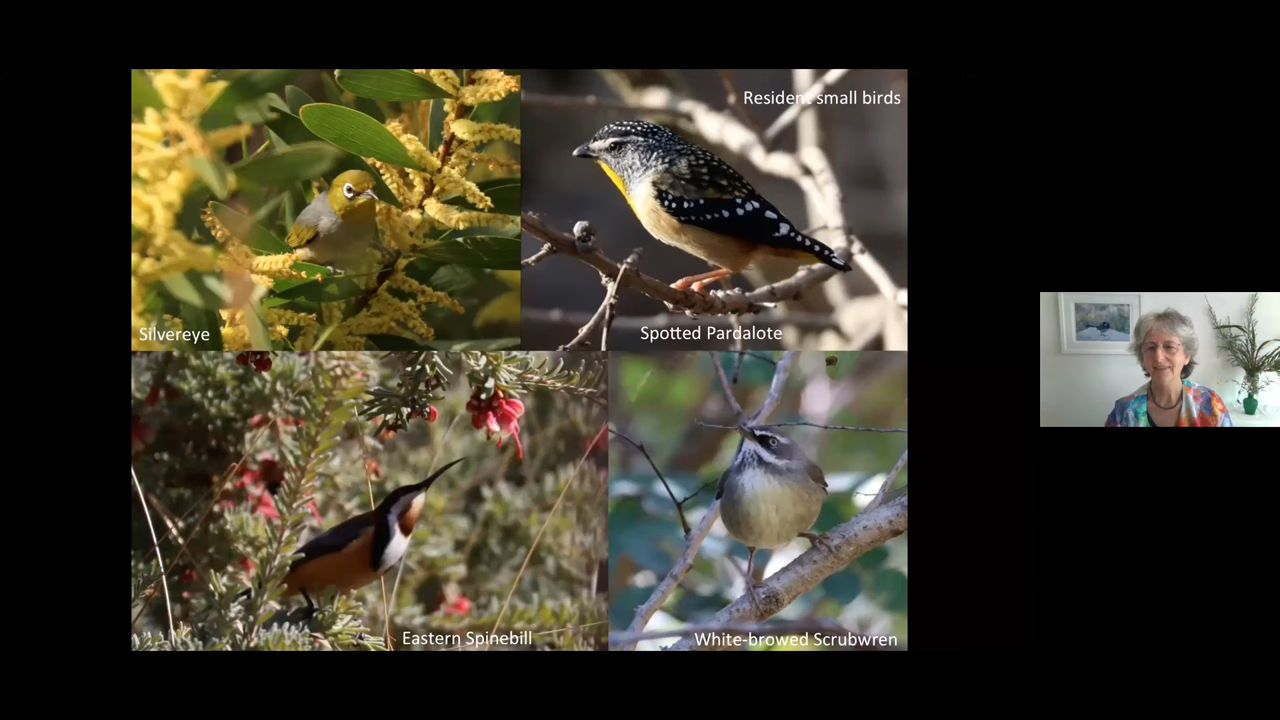 Resident small birds
Silvereye
Spotted Pardalote
Eastern Spinebill
White-browed Scrubwren